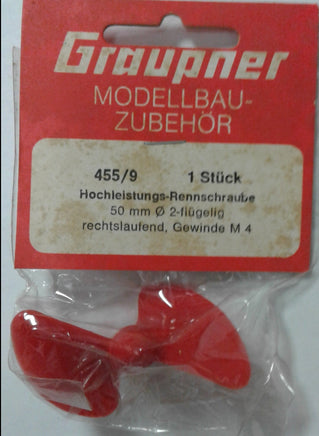 Graupner
MODELLBAU-
ZUBEHÖR
455/9 1 Stück
Hochleistungs-Rennschraube
50 mm Ø 2-flügelig
rechtslaufend, Gewinde M 4